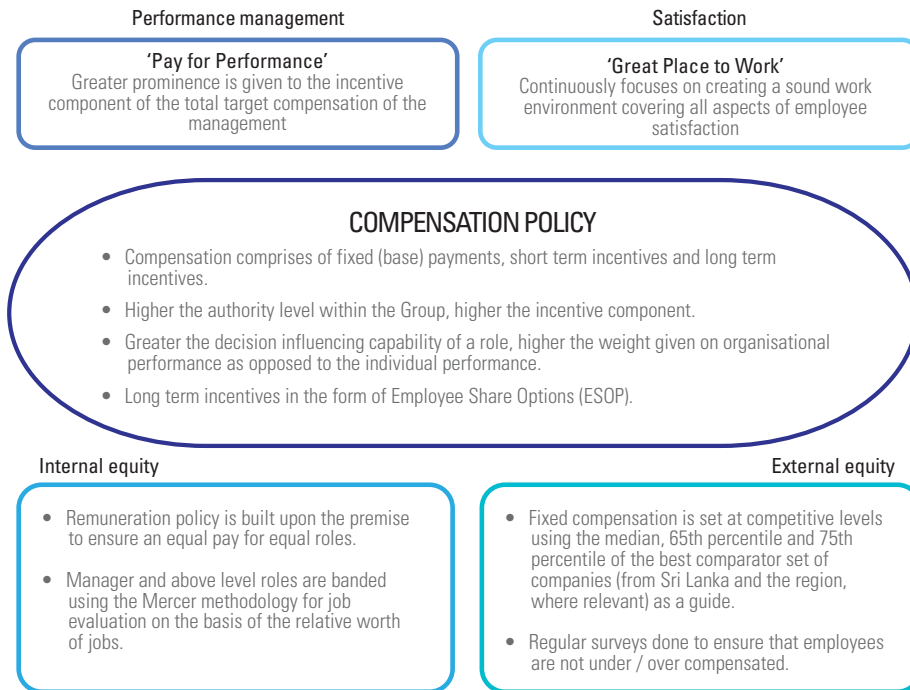 Performance management
‘Pay for Performance’
Greater prominence is given to the incentive
component of the total target compensation of the
management
Satisfaction
‘Great Place to Work’
Continuously focuses on creating a sound work
environment covering all aspects of employee
satisfaction
COMPENSATION POLICY
• Compensation comprises of fixed (base) payments, short term incentives and long term
incentives.
• Higher the authority level within the Group, higher the incentive component.
• Greater the decision influencing capability of a role, higher the weight given on organisational
performance as opposed to the individual performance.
• Long term incentives in the form of Employee Share Options (ESOP).
Internal equity
• Remuneration policy is built upon the premise
to ensure an equal pay for equal roles.
• Manager and above level roles are banded
using the Mercer methodology for job
evaluation on the basis of the relative worth
of jobs.
External equity
• Fixed compensation is set at competitive levels
using the median, 65th percentile and 75th
percentile of the best comparator set of
companies (from Sri Lanka and the region,
where relevant) as a guide.
• Regular surveys done to ensure that employees
are not under / over compensated.